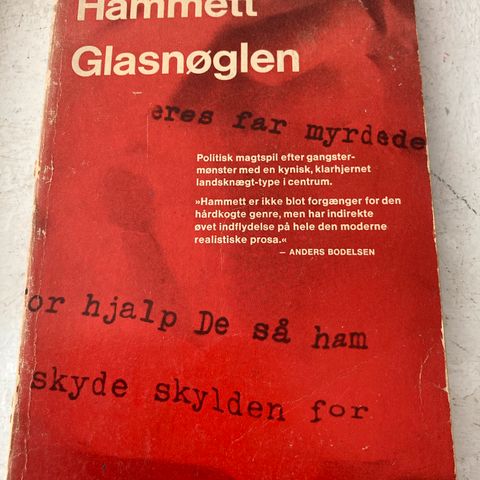 Hammett
Glasnøglen
eres far myrdede
Politisk magtspil efter gangster-
mønster med en kynisk, klarhjernet
landsknægt-type i centrum.
»Hammett er ikke blot forgænger for den
hårdkogte genre, men har indirekte
øvet indflydelse på hele den moderne
realistiske prosa.«
— ANDERS BODELSEN
or hjalp De så ham
skyde skylden for